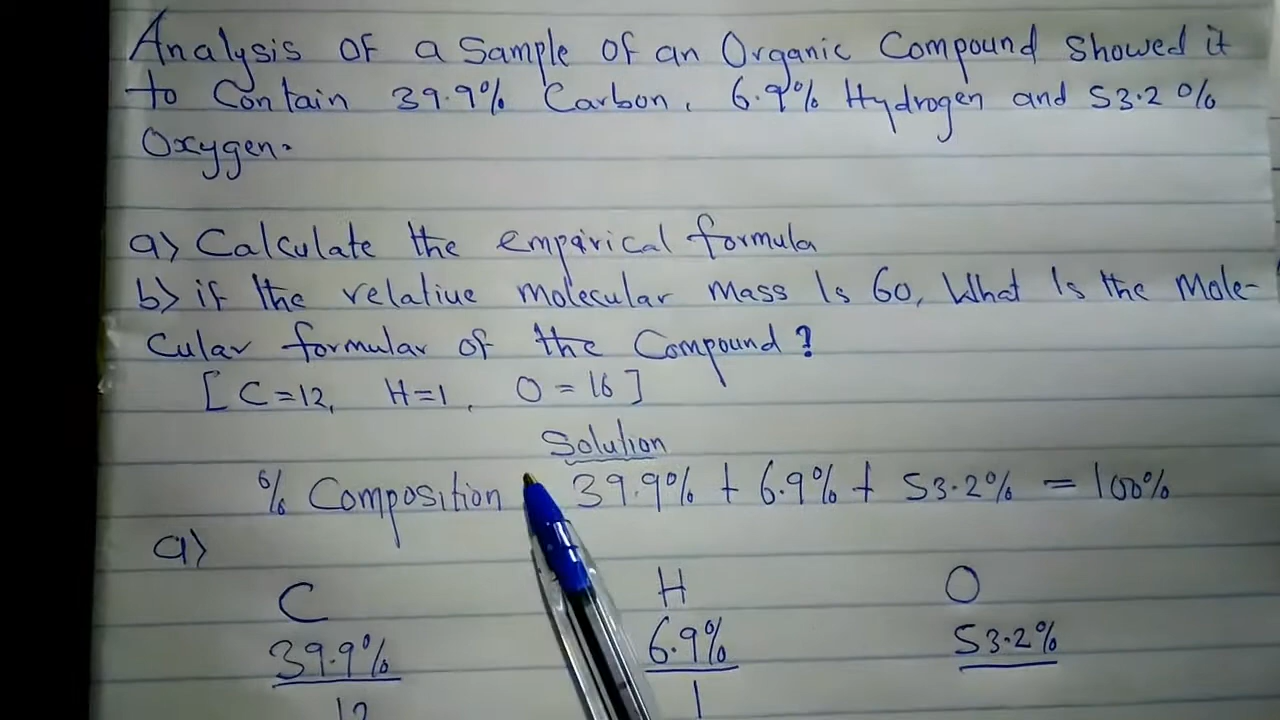 Analysis of a Sample of an Organic Compound showed it
to Contain 39.9% Carbon, 6.9% Hydrogen and 53.2%
Oxygen.
a) Calculate the empirical formula
b) if the relative molecular mass Is 60, What Is the Mole-
cular formular of the Compound?
[C=12, H=1, O=16]
Solution
% Composition 39.9% + 6.9% + 53.2% = 100%
a)
C H O
39.9% 6.9% 53.2%
12 1